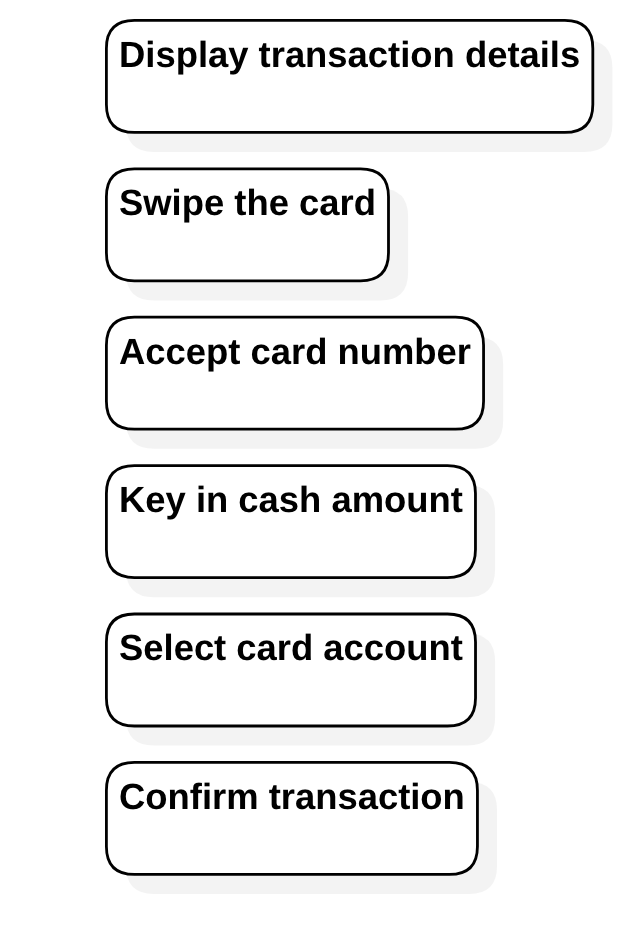 Display transaction details
Swipe the card
Accept card number
Key in cash amount
Select card account
Confirm transaction